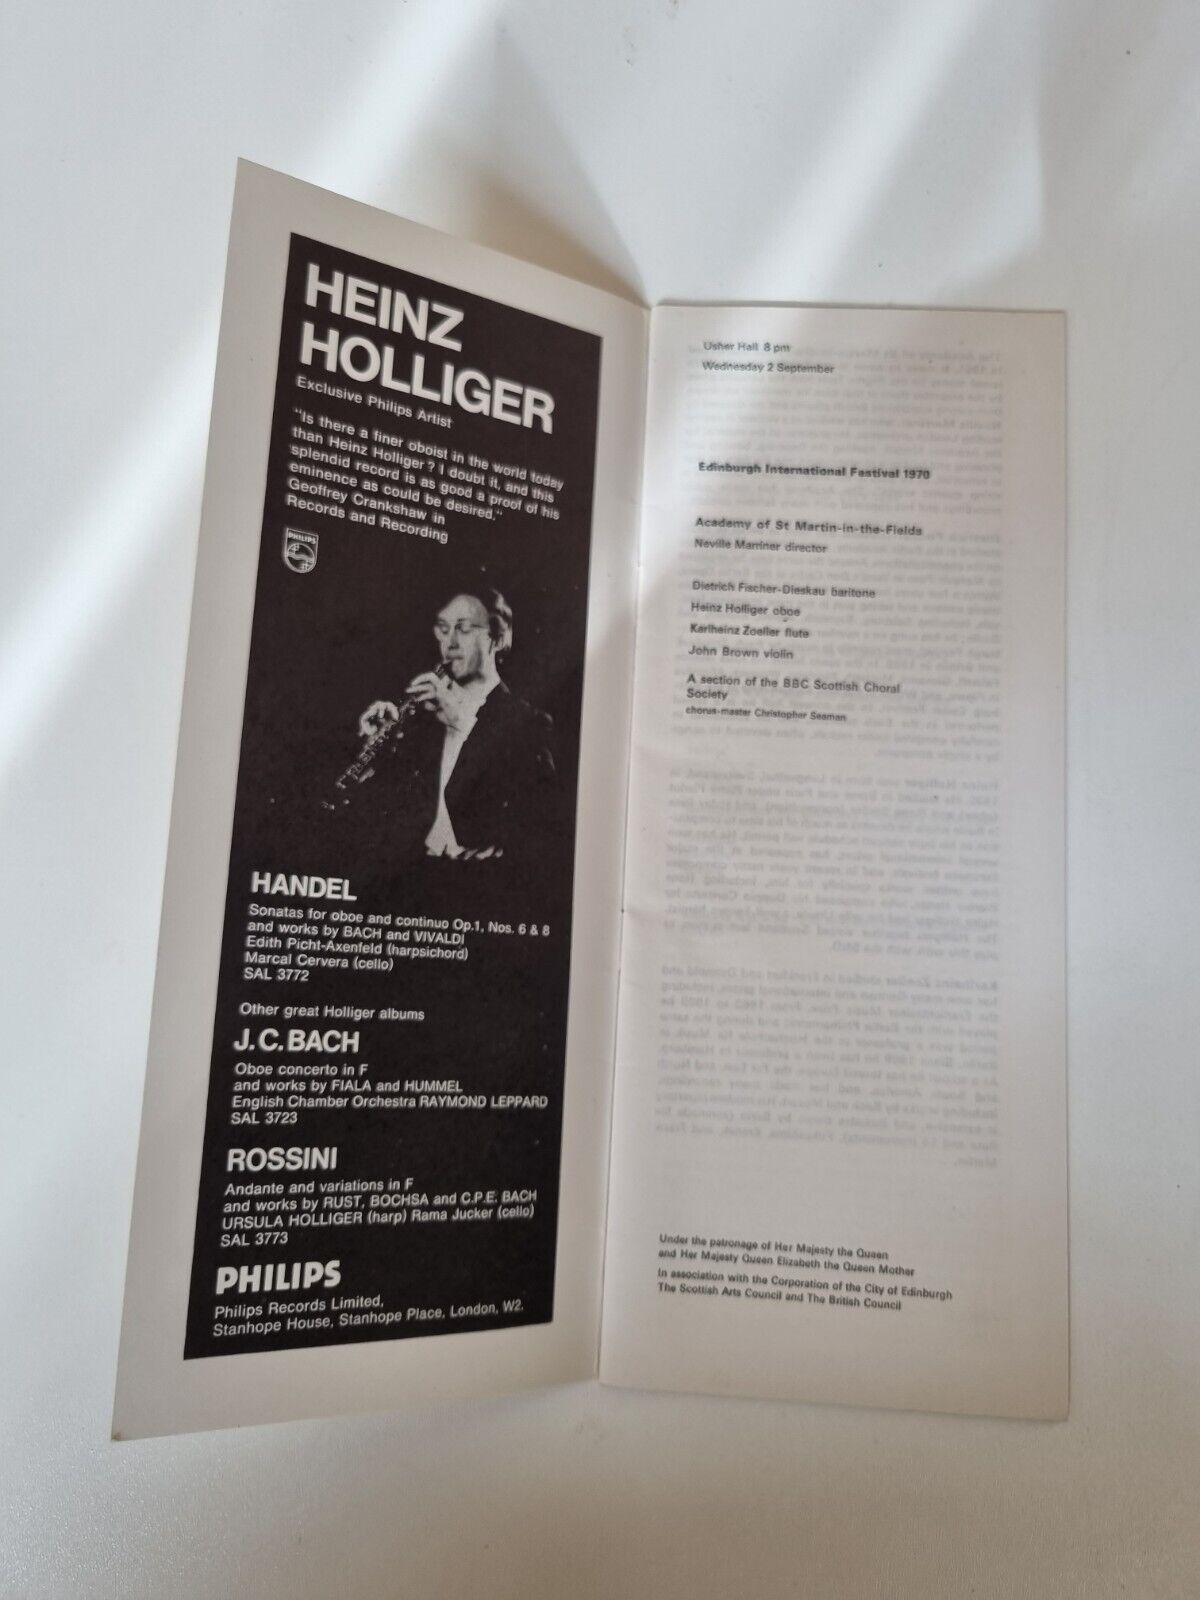 HEINZ
HOLLIGER
Exclusive Philips Artist
"Is there a finer oboist in the world today
than Heinz Holliger? I doubt it, and this
splendid record is as good a proof of his
eminence as could be desired."
Geoffrey Crankshaw in
Records and Recording
PHILIPS
HANDEL
Sonatas for oboe and continuo Op.1, Nos. 6 & 8
and works by BACH and VIVALDI
Edith Picht-Axenfeld (harpsichord)
Marcal Cervera (cello)
SAL 3772
Other great Holliger albums
J.C. BACH
Oboe concerto in F
and works by FIALA and HUMMEL
English Chamber Orchestra RAYMOND LEPPARD
SAL 3723
ROSSINI
Andante and variations in F
and works by RUST, BOCHSA and C.P.E. BACH
URSULA HOLLIGER (harp) Rama Jucker (cello)
SAL 3773
PHILIPS
Philips Records Limited,
Stanhope House, Stanhope Place, London, W2.
Usher Hall 8 pm
Wednesday 2 September
Edinburgh International Festival 1970
Academy of St Martin-in-the-Fields
Neville Marriner director
Dietrich Fischer-Dieskau baritone
Heinz Holliger oboe
Karlheinz Zoeller flute
John Brown violin
A section of the BBC Scottish Choral
Society
chorus-master Christopher Seaman
Under the patronage of Her Majesty the Queen
and Her Majesty Queen Elizabeth the Queen Mother
In association with the Corporation of the City of Edinburgh
The Scottish Arts Council and The British Council